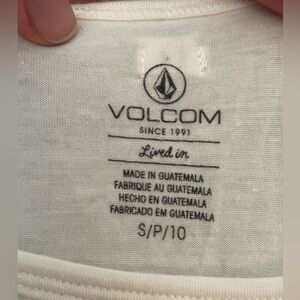 VOLCOM
SINCE 1991
Lived in
MADE IN GUATEMALA
FABRIQUE AU GUATEMALA
HECHO EN GUATEMALA
FABRICADO EM GUATEMALA
S/P/10